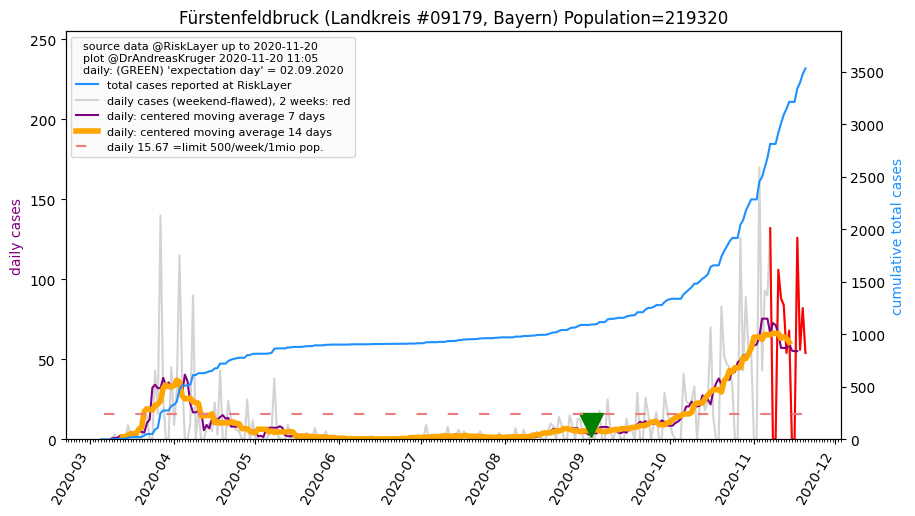 Fürstenfeldbruck (Landkreis #09179, Bayern) Population=219320
source data @RiskLayer up to 2020-11-20
plot @DrAndreasKruger 2020-11-20 11:05
daily: (GREEN) 'expectation day' = 02.09.2020
total cases reported at RiskLayer
daily cases (weekend-flawed), 2 weeks: red
daily: centered moving average 7 days
daily: centered moving average 14 days
daily 15.67 =limit 500/week/1mio pop.
daily cases
250
200
150
100
50
0
3500
3000
2500
2000
1500
1000
500
0
cumulative total cases
2020-03
2020-04
2020-05
2020-06
2020-07
2020-08
2020-09
2020-10
2020-11
2020-12